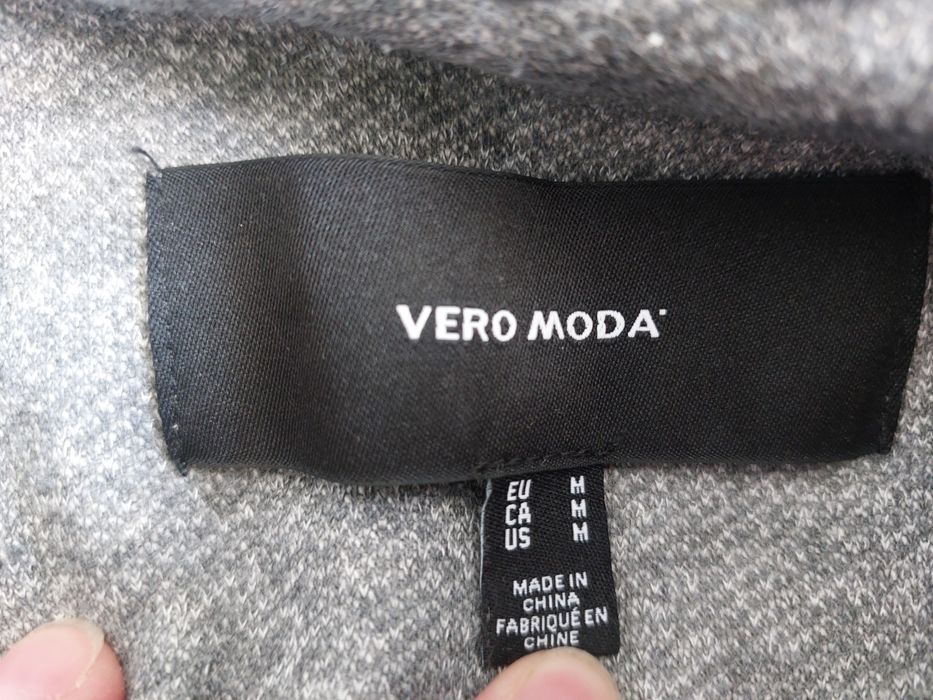 VERO MODA
EU M
CA M
US M
MADE IN
CHINA
FABRIQUÉ EN
CHINE